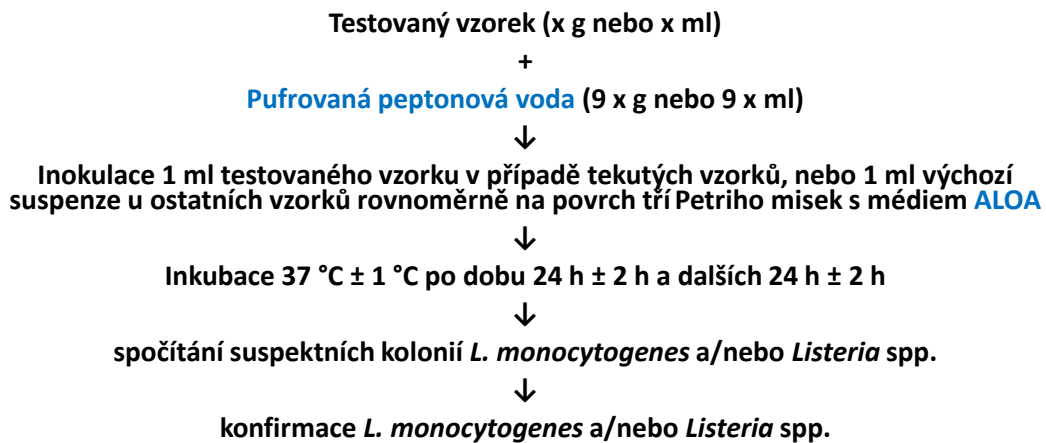 Testovaný vzorek (x g nebo x ml)
+
Pufrovaná peptonová voda (9 x g nebo 9 x ml)
↓
Inokulace 1 ml testovaného vzorku v případě tekutých vzorků, nebo 1 ml výchozí
suspenze u ostatních vzorků rovnoměrně na povrch tří Petriho misek s médiem ALOA
↓
Inkubace 37 °C ± 1 °C po dobu 24 h ± 2 h a dalších 24 h ± 2 h
↓
spočítání suspektních kolonií L. monocytogenes a/nebo Listeria spp.
↓
konfirmace L. monocytogenes a/nebo Listeria spp.